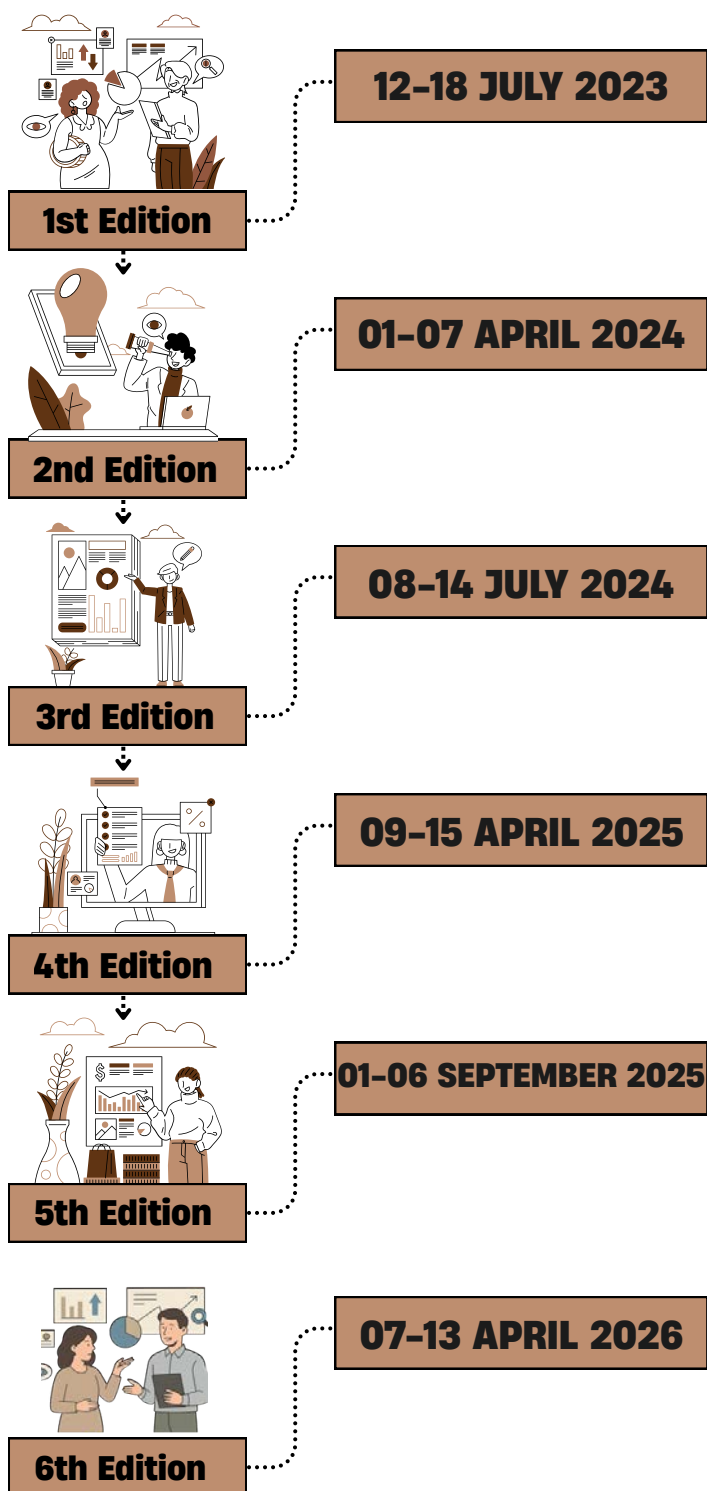 12-18 JULY 2023
1st Edition
01-07 APRIL 2024
2nd Edition
08-14 JULY 2024
3rd Edition
09-15 APRIL 2025
4th Edition
01-06 SEPTEMBER 2025
$
5th Edition
07-13 APRIL 2026
6th Edition